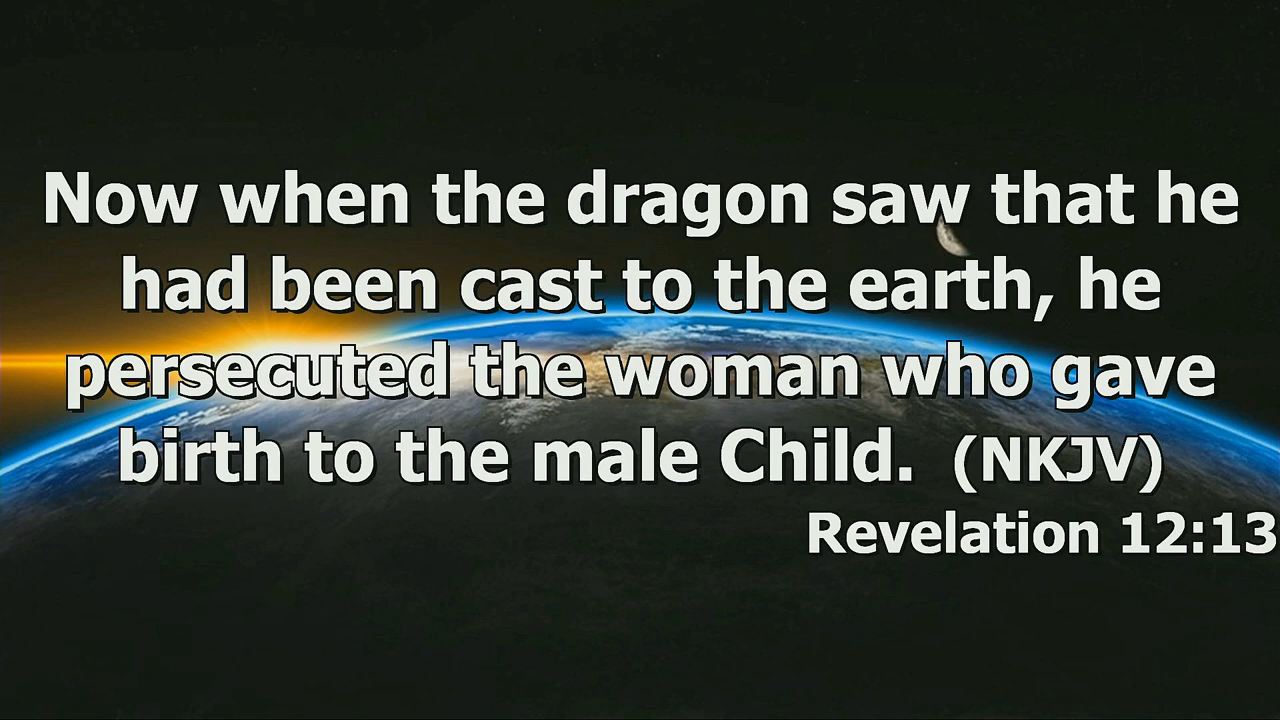 Now when the dragon saw that he
had been cast to the earth, he
persecuted the woman who gave
birth to the male Child.  (NKJV)
Revelation 12:13